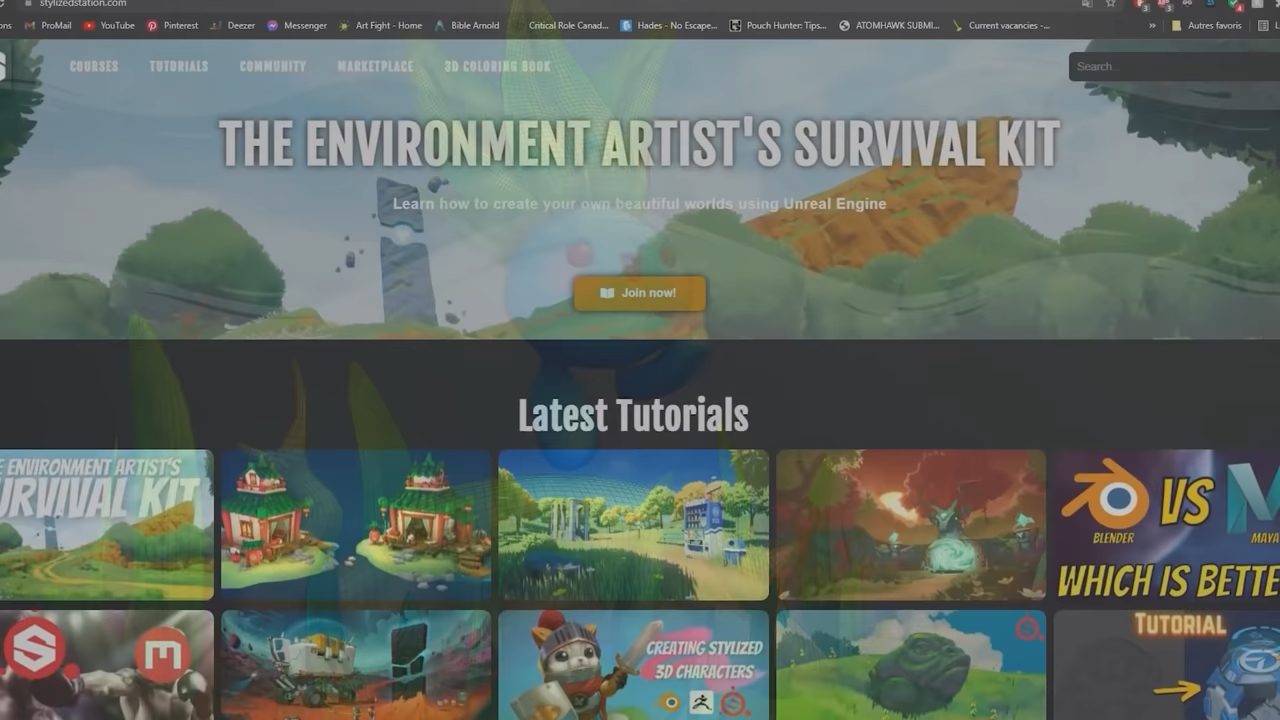 stylizedstation.com
ons ProMail YouTube Pinterest Deezer Messenger Art Fight - Home Bible Arnold Critical Role Canad... Hades - No Escape... Pouch Hunter: Tips... ATOMHAWK SUBMI... Current vacancies -... » Autres favoris
COURSES TUTORIALS COMMUNITY MARKETPLACE 3D COLORING BOOK Search...
THE ENVIRONMENT ARTIST'S SURVIVAL KIT
Learn how to create your own beautiful worlds using Unreal Engine
Join now!
Latest Tutorials
E ENVIRONMENT ARTIST'S
URVIVAL KIT
VS
BLENDER MAYA
WHICH IS BETTE
CREATING STYLIZED
3D CHARACTERS
TUTORIAL